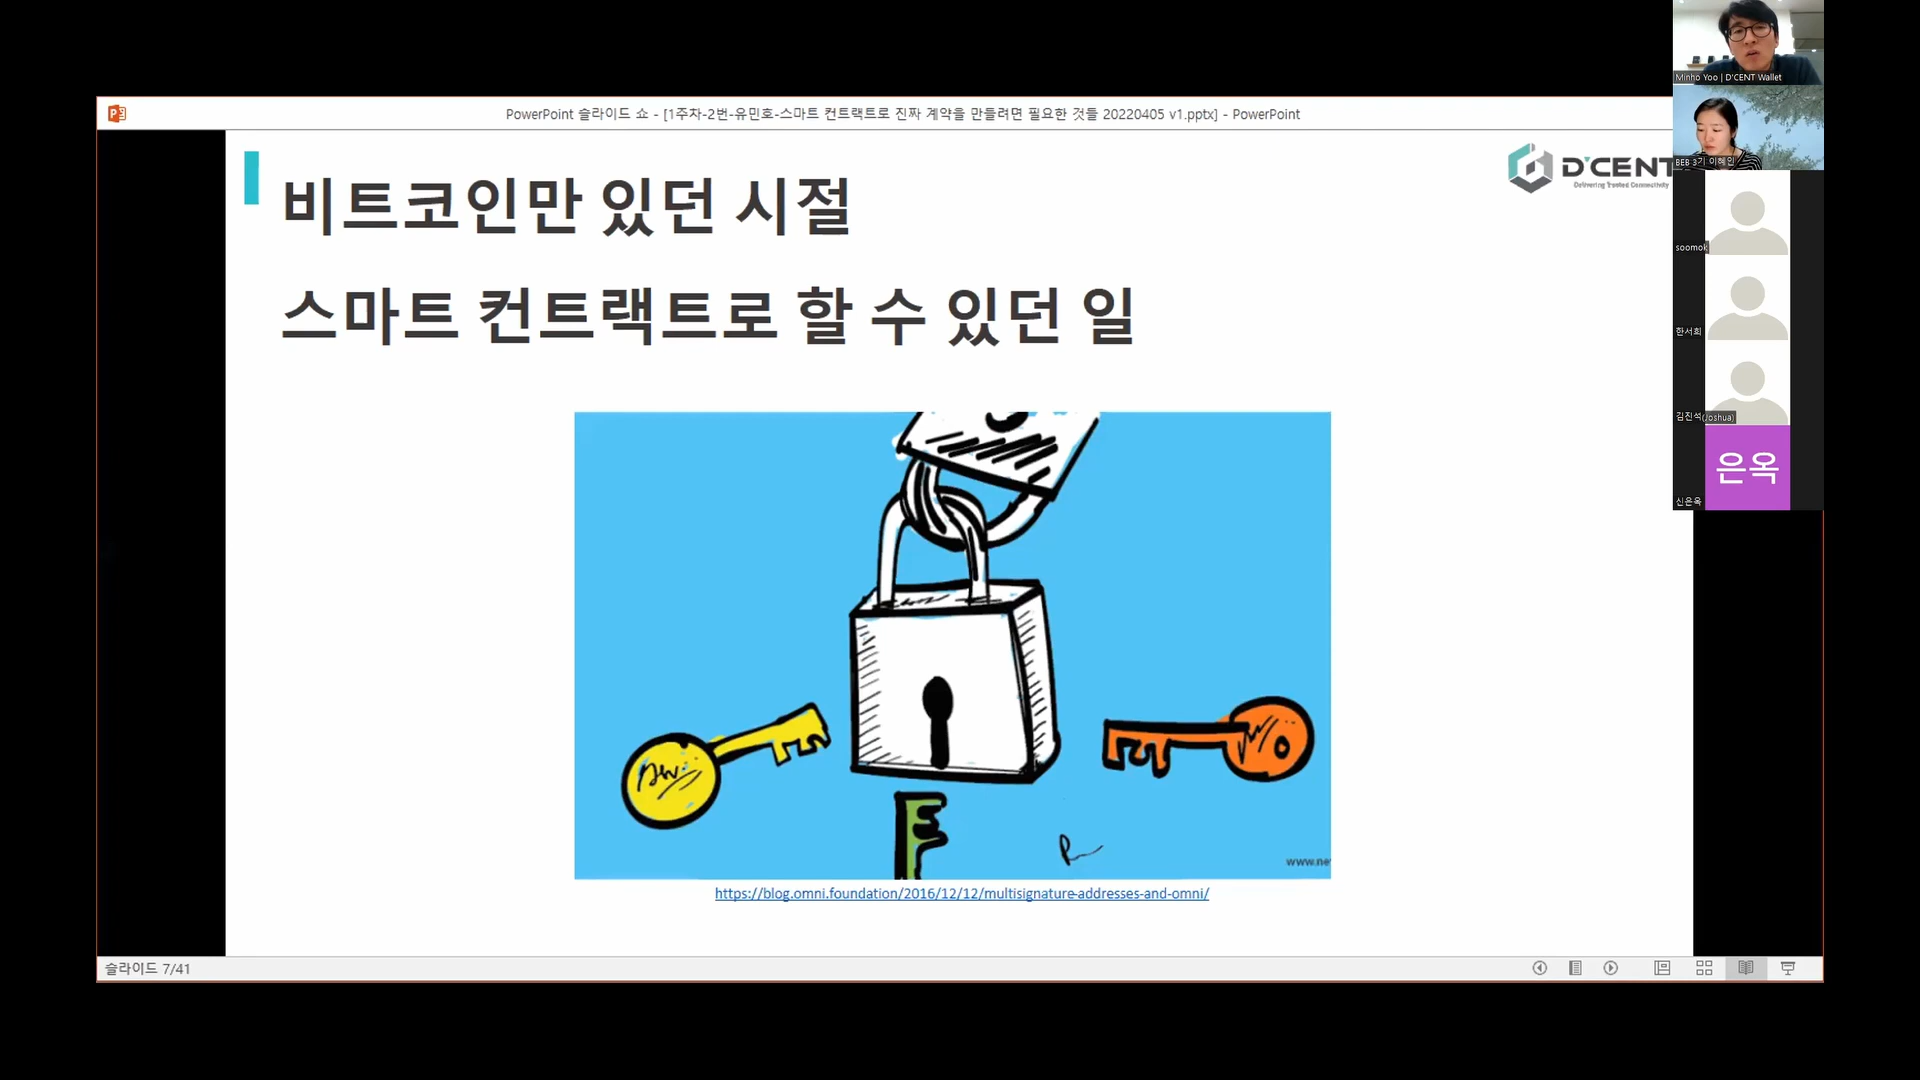 PowerPoint 슬라이드 쇼 - [1주차-2번-유민호-스마트 컨트랙트로 진짜 계약을 만들려면 필요한 것들 20220405 v1.pptx] - PowerPoint
비트코인만 있던 시절
스마트 컨트랙트로 할 수 있던 일
D'CENT
Delivering Trusted Connectivity
www.ne
https://blog.omni.foundation/2016/12/12/multisignature-addresses-and-omni/
슬라이드 7/41
Minho Yoo | D'CENT Wallet
BEB 3기 이혜인
soomok
한서희
김진석(Joshua)
은옥
신은옥